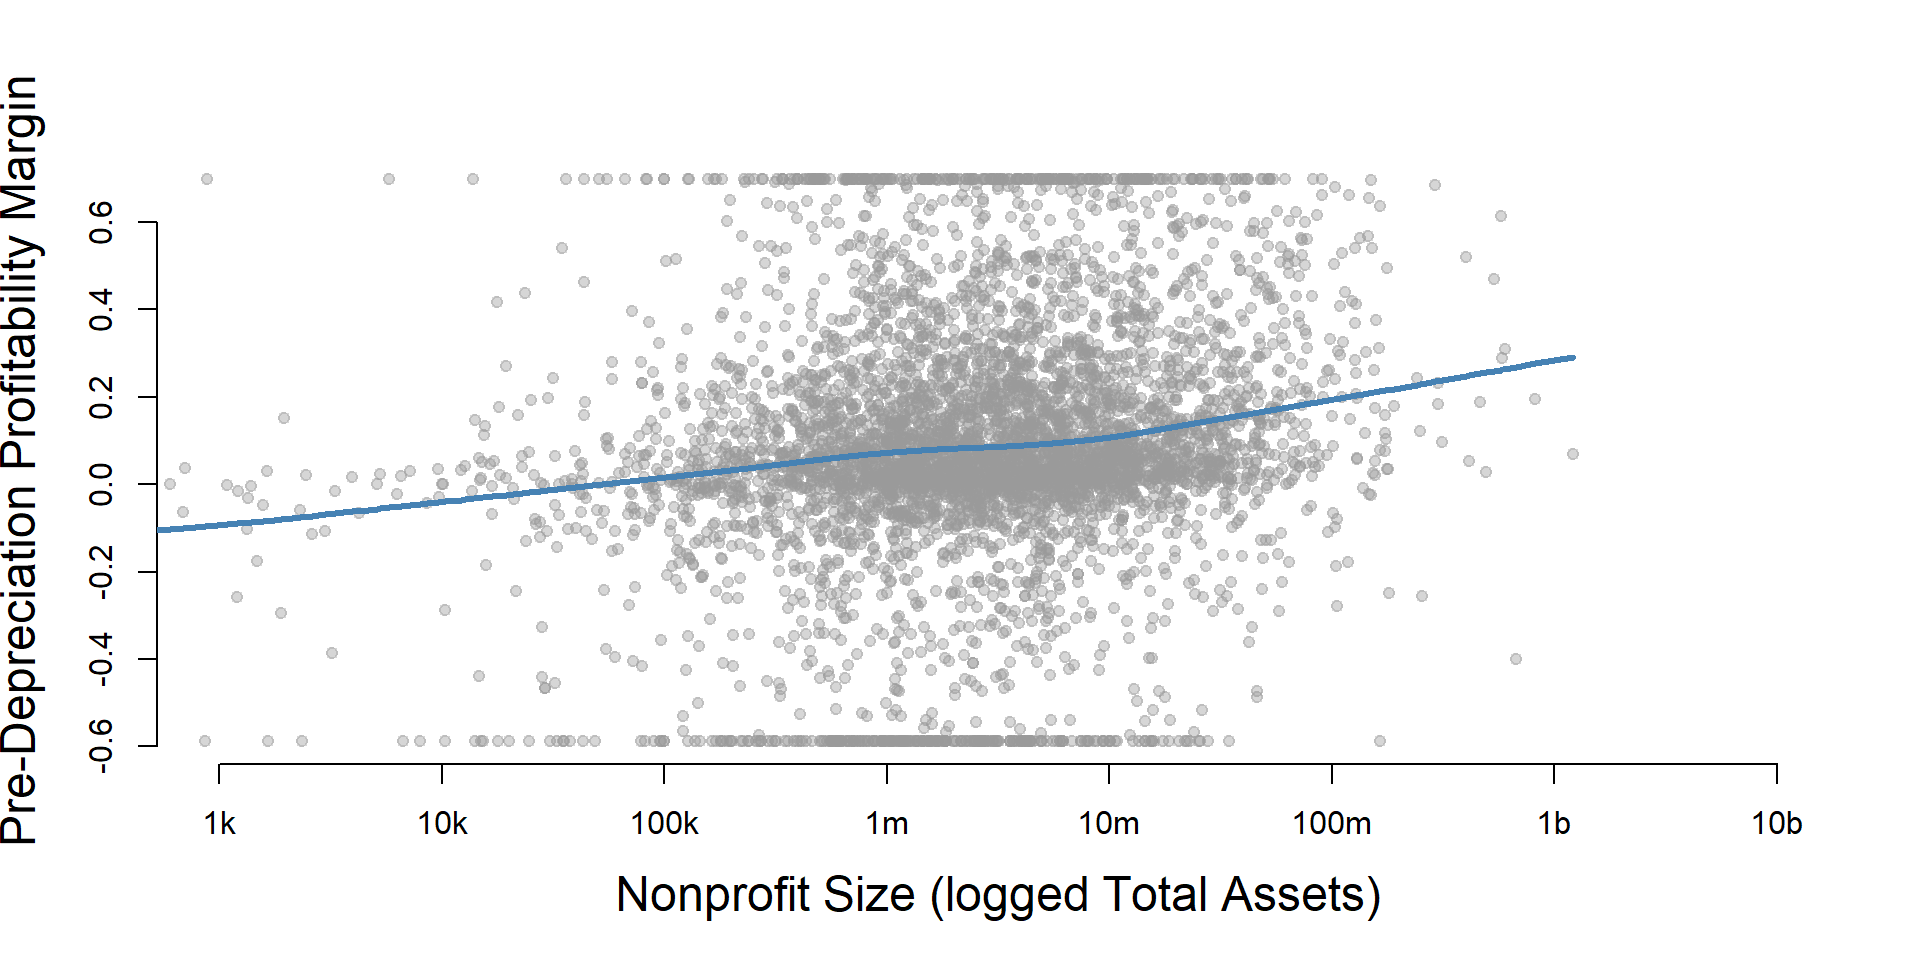 Pre-Depreciation Profitability Margin
0.6
0.4
0.2
0.0
-0.2
-0.4
-0.6
1k 10k 100k 1m 10m 100m 1b 10b
Nonprofit Size (logged Total Assets)